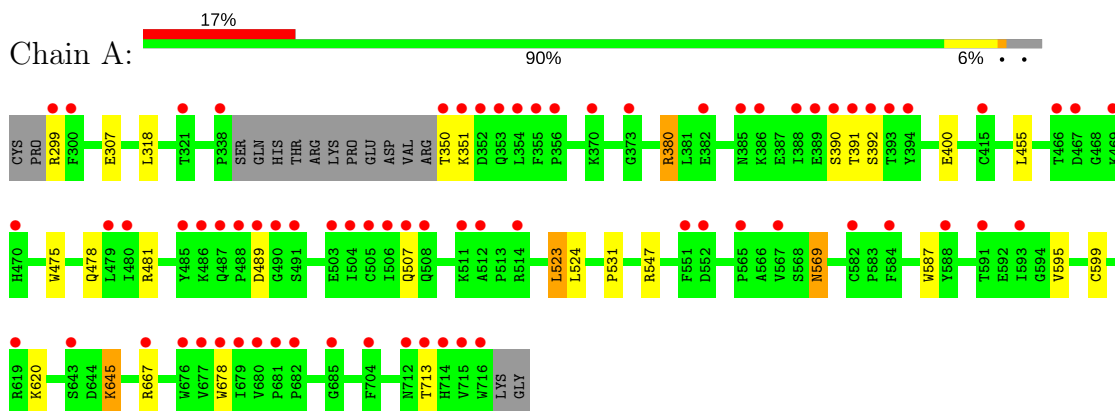 17%
Chain A:
90% 6% • •
CYS PRO R299 F300 E307 L318 T321 P338 SER GLN HIS THR ARG LYS PRO GLU ASP VAL ARG T350 K351 D352 Q353 L354 F355 P356 K370 G373 R380 L381 E382 N385 K386 E387 I388 E389 S390 T391 S392 T393 Y394 E400 C415 L455 T466 D467 G468 K469
H470 W475 Q478 L479 I480 R481 Y485 K486 Q487 P488 D489 G490 S491 E503 I504 C505 I506 Q507 Q508 K511 A512 P513 R514 L523 L524 P531 R547 F551 D552 P565 A566 V567 S568 N569 C582 P583 F584 W587 Y588 T591 E592 I593 G594 V595 C599
R619 K620 S643 D644 K645 R667 W676 V677 W678 I679 V680 P681 P682 G685 F704 N712 T713 H714 V715 W716 LYS GLY